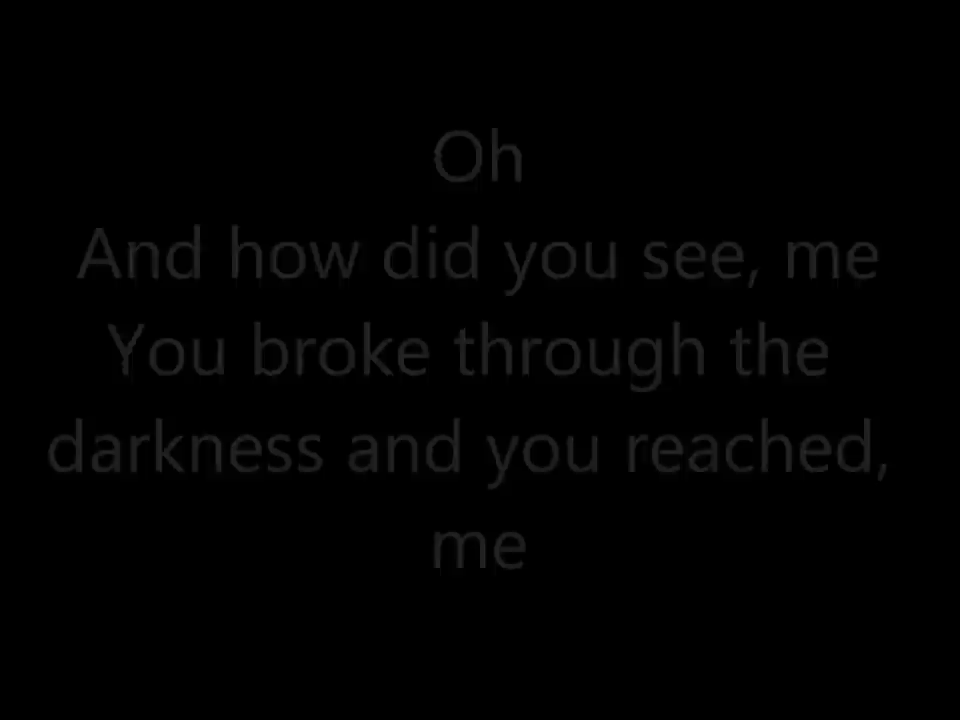 Oh
And how did you see, me
You broke through the
darkness and you reached,
me